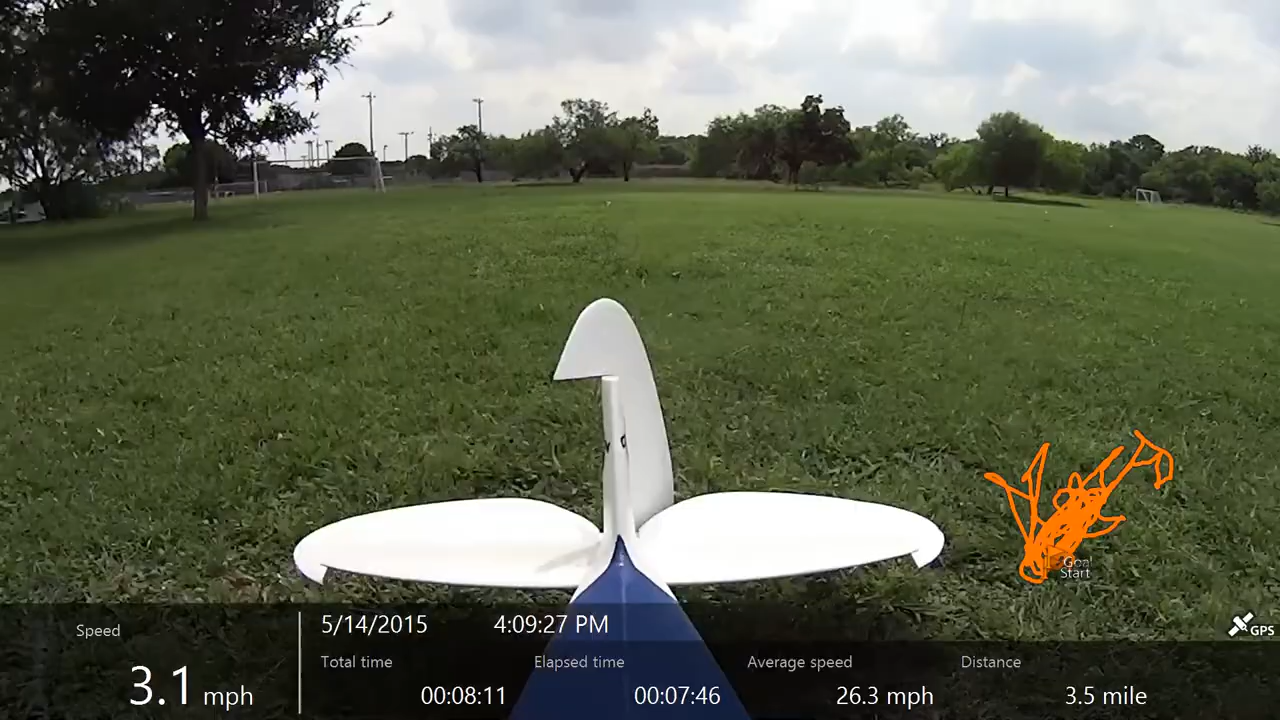 Goal
Start
Speed
3.1 mph
5/14/2015 4:09:27 PM
GPS
Total time Elapsed time Average speed Distance
00:08:11 00:07:46 26.3 mph 3.5 mile